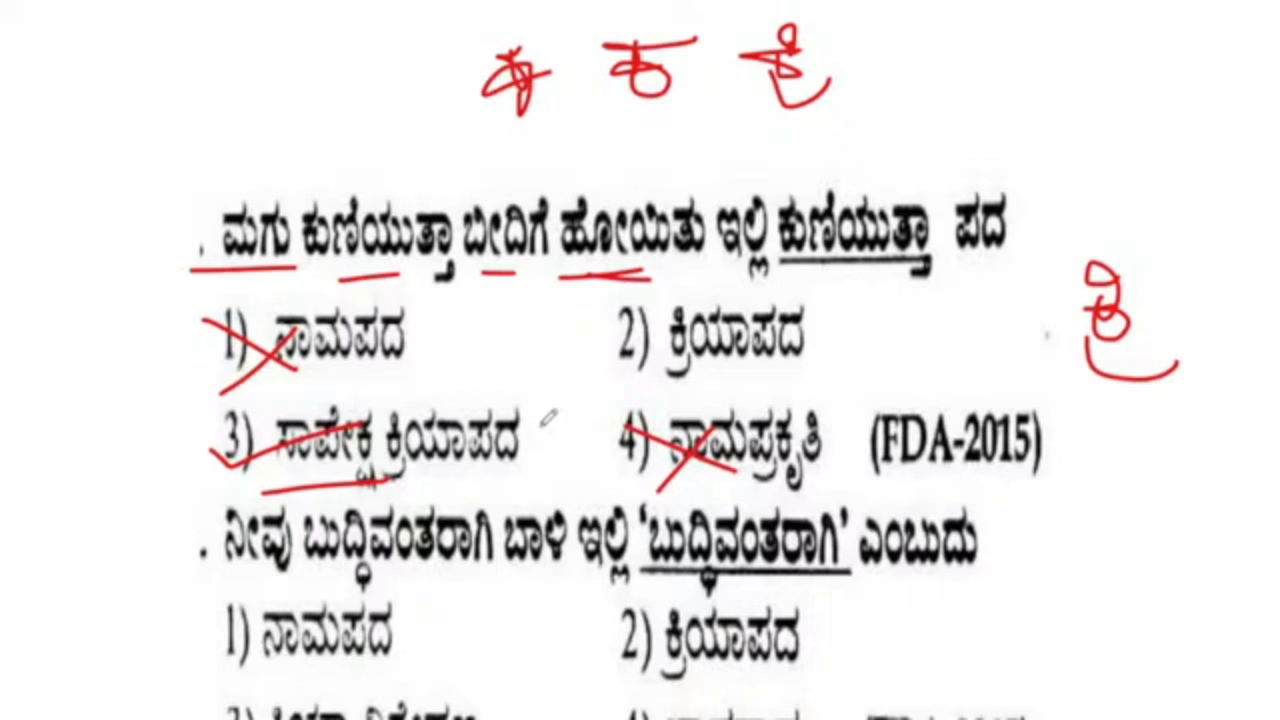 ಕ ಕ ಕ್ರಿ
. ಮಗು ಕುಣಿಯುತ್ತಾ ಬೀದಿಗೆ ಹೋಯಿತು ಇಲ್ಲಿ ಕುಣಿಯುತ್ತಾ ಪದ
1) ನಾಮಪದ 2) ಕ್ರಿಯಾಪದ
ಕ್ರಿ
3) ಸಾಪೇಕ್ಷ ಕ್ರಿಯಾಪದ 4) ನಾಮಪ್ರಕೃತಿ (FDA-2015)
. ನೀವು ಬುದ್ಧಿವಂತರಾಗಿ ಬಾಳಿ ಇಲ್ಲಿ 'ಬುದ್ಧಿವಂತರಾಗಿ' ಎಂಬುದು
1) ನಾಮಪದ 2) ಕ್ರಿಯಾಪದ